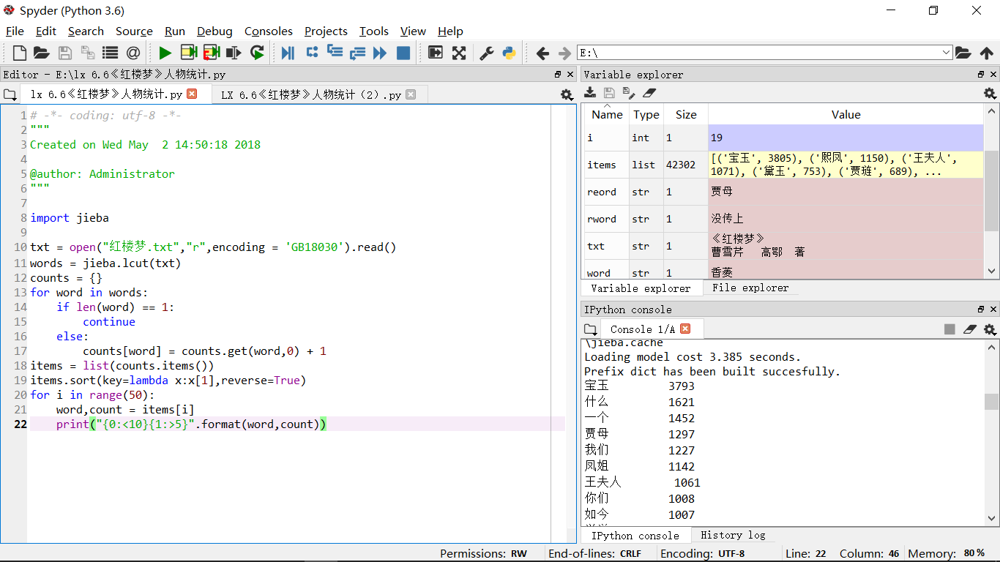 Spyder (Python 3.6)
File Edit Search Source Run Debug Consoles Projects Tools View Help
E:\
Editor - E:\lx 6.6《红楼梦》人物统计.py
lx 6.6《红楼梦》人物统计.py LX 6.6《红楼梦》人物统计（2）.py
1 # -*- coding: utf-8 -*-
2 """
3 Created on Wed May  2 14:50:18 2018
4
5 @author: Administrator
6 """
7
8 import jieba
9
10 txt = open("红楼梦.txt","r",encoding = 'GB18030').read()
11 words = jieba.lcut(txt)
12 counts = {}
13 for word in words:
14     if len(word) == 1:
15         continue
16     else:
17         counts[word] = counts.get(word,0) + 1
18 items = list(counts.items())
19 items.sort(key=lambda x:x[1],reverse=True)
20 for i in range(50):
21     word,count = items[i]
22     print("{0:<10}{1:>5}".format(word,count))
Variable explorer
Name Type Size Value
i int 1 19
items list 42302 [('宝玉', 3805), ('熙凤', 1150), ('王夫人',
1071), ('黛玉', 753), ('贾琏', 689), ...
reord str 1 贾母
rword str 1 没传上
txt str 1 《红楼梦》
曹雪芹 高鄂 著
word str 1 香菱
Variable explorer File explorer
IPython console
Console 1/A
\jieba.cache
Loading model cost 3.385 seconds.
Prefix dict has been built succesfully.
宝玉 3793
什么 1621
一个 1452
贾母 1297
我们 1227
凤姐 1142
王夫人 1061
你们 1008
如今 1007
IPython console History log
Permissions: RW End-of-lines: CRLF Encoding: UTF-8 Line: 22 Column: 46 Memory: 80 %